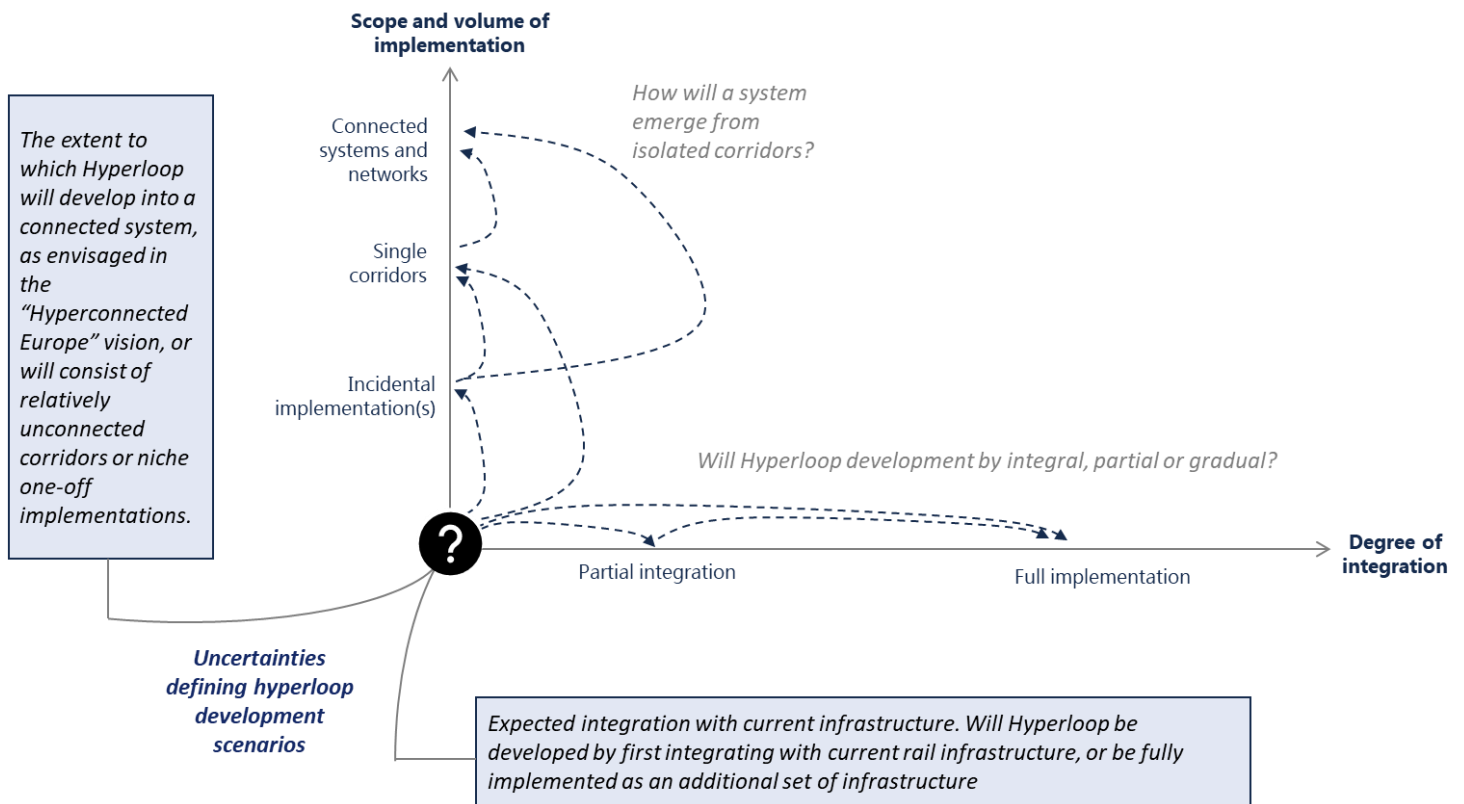 Scope and volume of
implementation
How will a system
emerge from
isolated corridors?
The extent to
which Hyperloop
will develop into a
connected system,
as envisaged in
the
“Hyperconnected
Europe” vision, or
will consist of
relatively
unconnected
corridors or niche
one-off
implementations.
Connected
systems and
networks
Single
corridors
Incidental
implementation(s)
Will Hyperloop development by integral, partial or gradual?
?
Partial integration
Full implementation
Degree of
integration
Uncertainties
defining hyperloop
development
scenarios
Expected integration with current infrastructure. Will Hyperloop be
developed by first integrating with current rail infrastructure, or be fully
implemented as an additional set of infrastructure